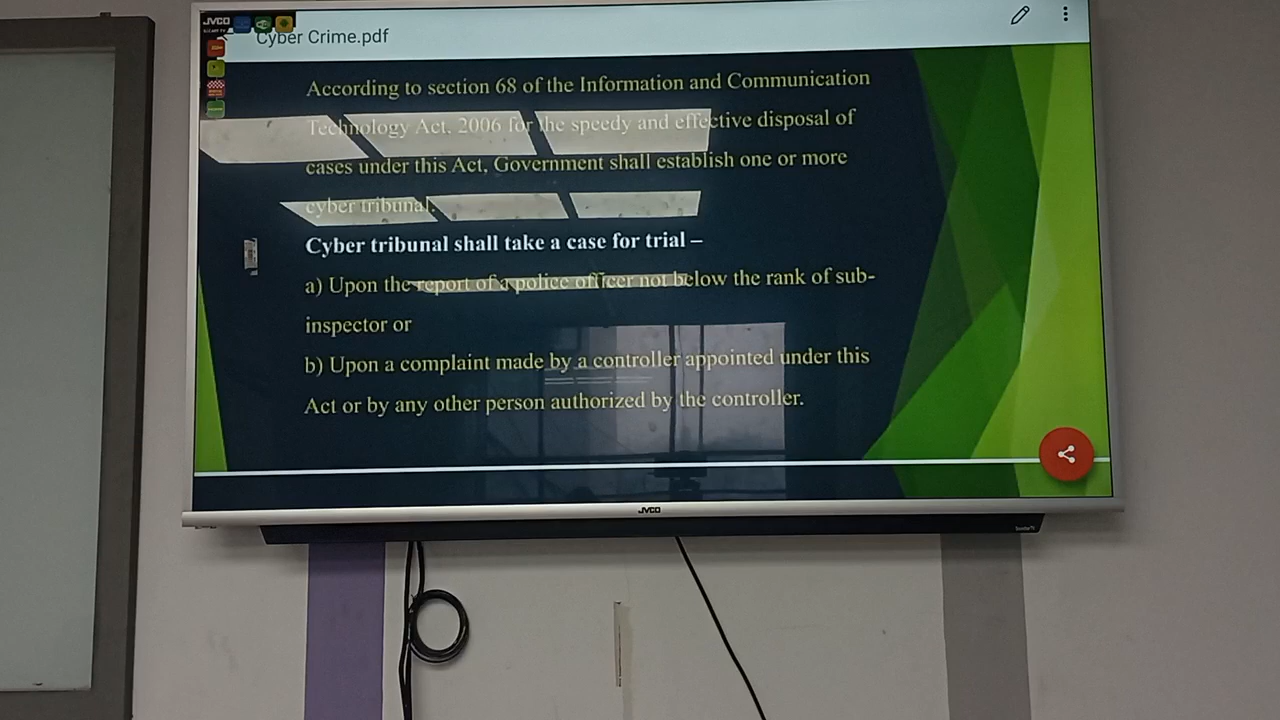 JVCO
Cyber Crime.pdf
According to section 68 of the Information and Communication
Technology Act, 2006 for the speedy and effective disposal of
cases under this Act, Government shall establish one or more
cyber tribunal.
Cyber tribunal shall take a case for trial –
a) Upon the report of a police officer not below the rank of sub-
inspector or
b) Upon a complaint made by a controller appointed under this
Act or by any other person authorized by the controller.
JVCO